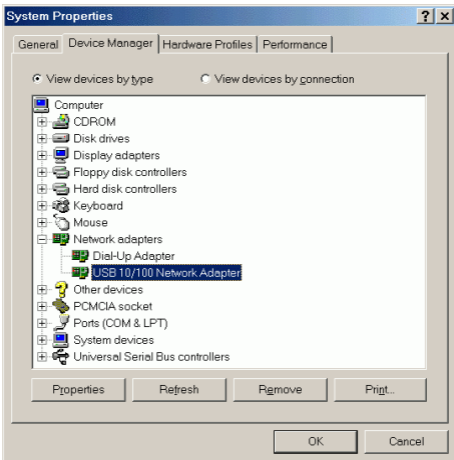 System Properties
General Device Manager Hardware Profiles Performance
View devices by type View devices by connection
Computer
CDROM
Disk drives
Display adapters
Floppy disk controllers
Hard disk controllers
Keyboard
Mouse
Network adapters
Dial-Up Adapter
USB 10/100 Network Adapter
Other devices
PCMCIA socket
Ports (COM & LPT)
System devices
Universal Serial Bus controllers
Properties Refresh Remove Print...
OK Cancel